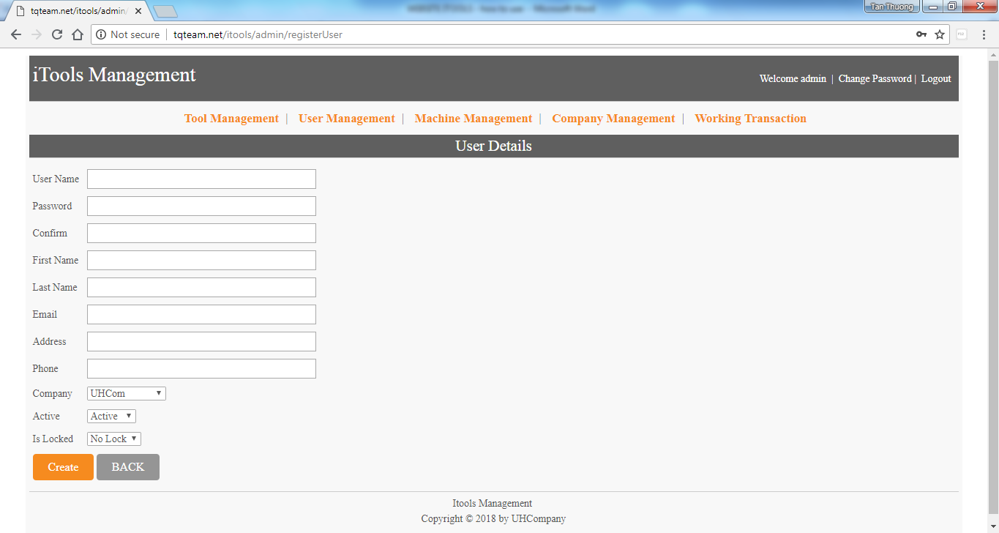 Tan Thuong
tqteam.net/itools/admin/
Not secure tqteam.net/itools/admin/registerUser
iTools Management
Welcome admin | Change Password | Logout
Tool Management | User Management | Machine Management | Company Management | Working Transaction
User Details
User Name
Password
Confirm
First Name
Last Name
Email
Address
Phone
Company UHCom
Active Active
Is Locked No Lock
Create BACK
Itools Management
Copyright © 2018 by UHCompany